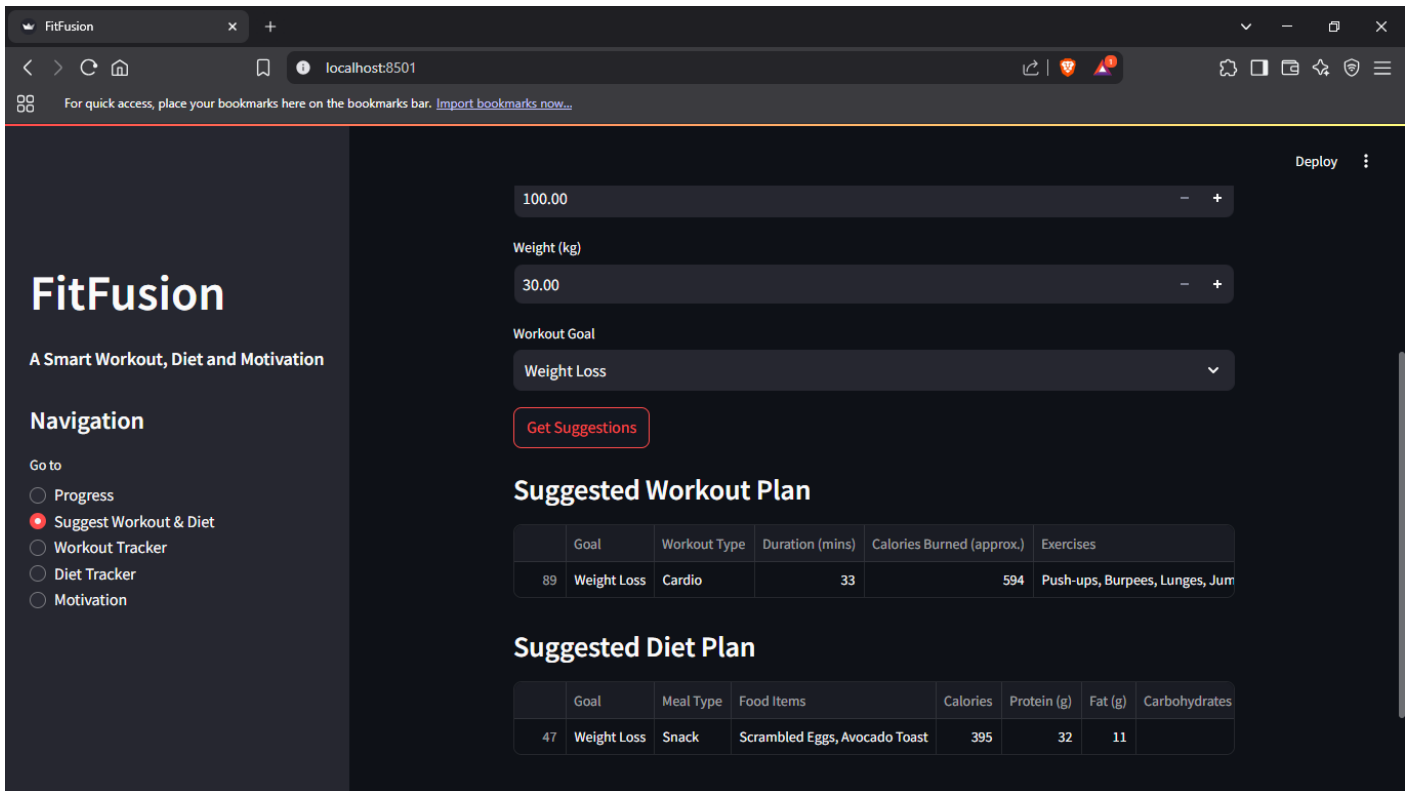 FitFusion
localhost:8501
1
For quick access, place your bookmarks here on the bookmarks bar. Import bookmarks now...
Deploy
100.00
Weight (kg)
30.00
Workout Goal
Weight Loss
Get Suggestions
FitFusion
A Smart Workout, Diet and Motivation
Navigation
Go to
Progress
Suggest Workout & Diet
Workout Tracker
Diet Tracker
Motivation
Suggested Workout Plan
Goal Workout Type Duration (mins) Calories Burned (approx.) Exercises
89 Weight Loss Cardio 33 594 Push-ups, Burpees, Lunges, Jum
Suggested Diet Plan
Goal Meal Type Food Items Calories Protein (g) Fat (g) Carbohydrates
47 Weight Loss Snack Scrambled Eggs, Avocado Toast 395 32 11